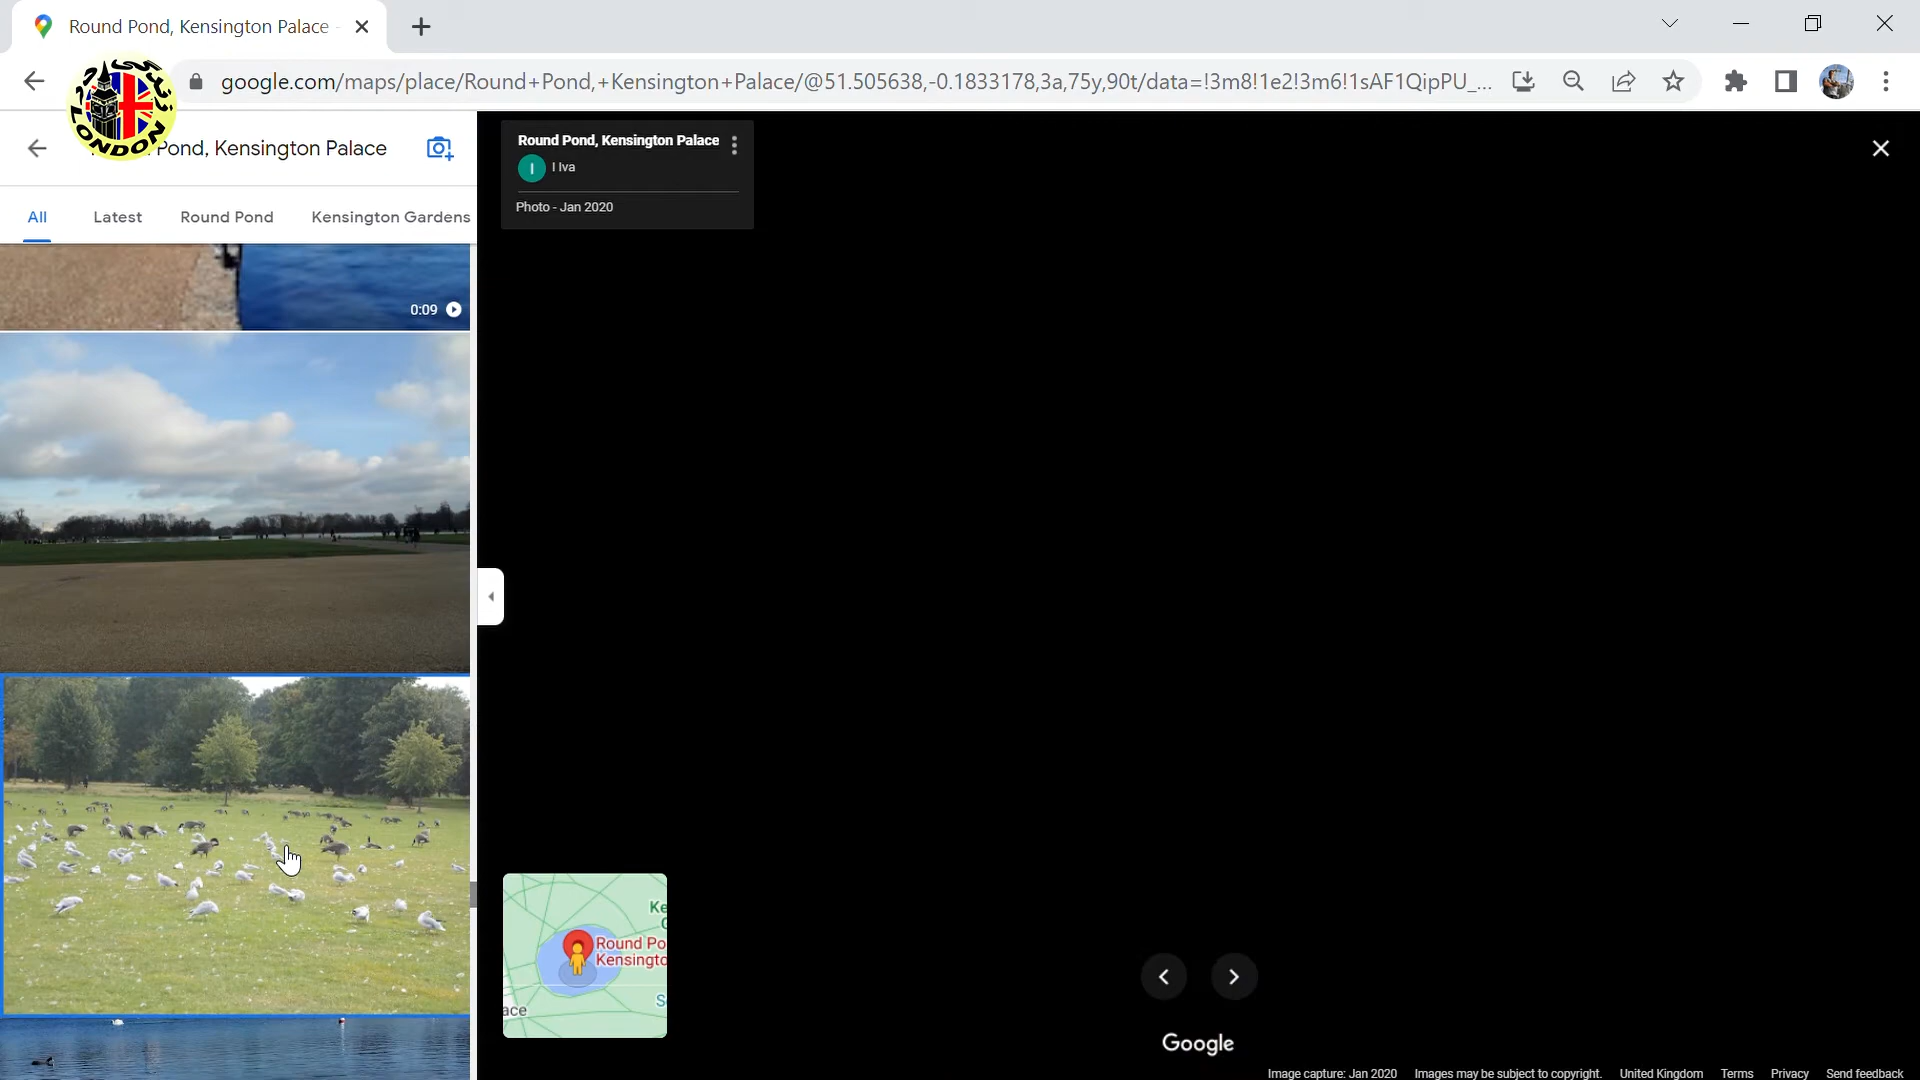 Round Pond, Kensington Palace
google.com/maps/place/Round+Pond,+Kensington+Palace/@51.505638,-0.1833178,3a,75y,90t/data=!3m8!1e2!3m6!1sAF1QipPU_...
LONDON
Pond, Kensington Palace
All Latest Round Pond Kensington Gardens
0:09
Round Pond, Kensington Palace
I
I Iva
Photo - Jan 2020
Ke
Round Po
Kensingto
S
ace
Google
Image capture: Jan 2020 Images may be subject to copyright. United Kingdom Terms Privacy Send feedback